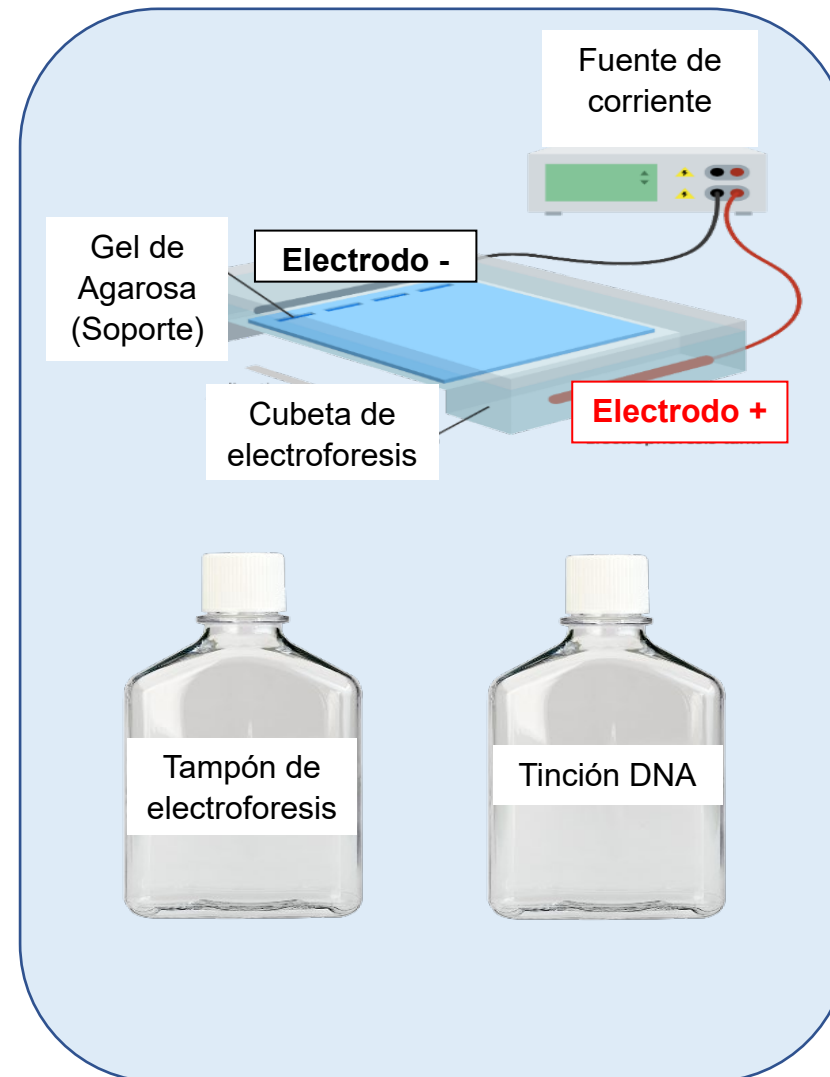 Fuente de
corriente
Gel de
Agarosa
(Soporte)
Electrodo -
Cubeta de
electroforesis
Electrodo +
Tampón de
electroforesis
Tinción DNA